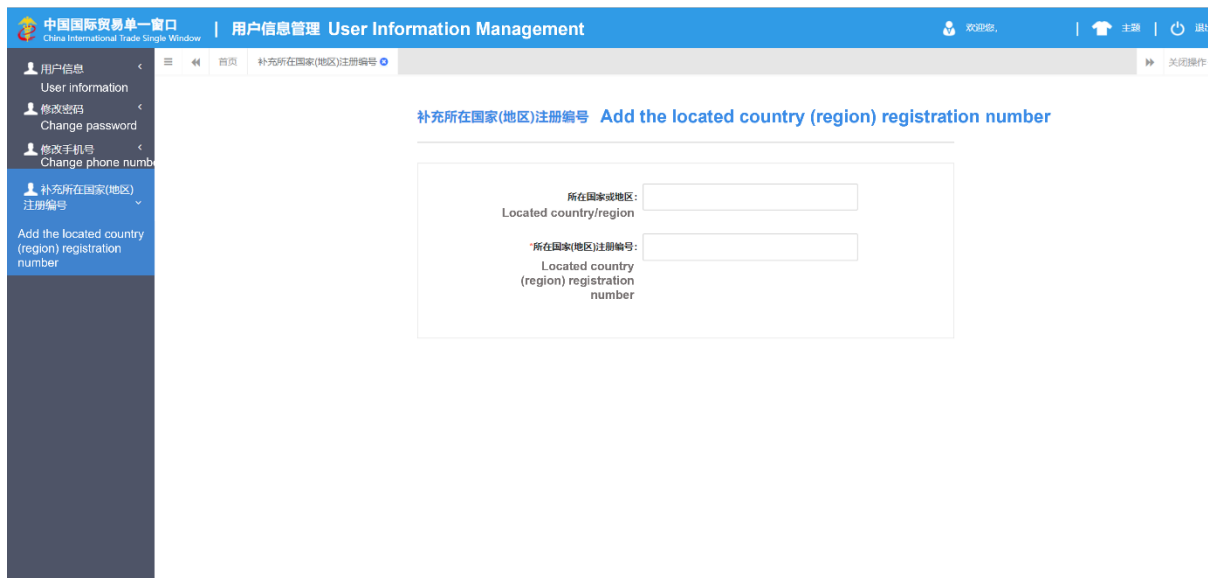 中国国际贸易单一窗口
China International Trade Single Window
| 用户信息管理 User Information Management
欢迎您,
| 主题 |
首页 补充所在国家(地区)注册编号
关闭操作
用户信息
User information
修改密码
Change password
修改手机号
Change phone numbe
补充所在国家(地区)
注册编号
Add the located country
(region) registration
number
补充所在国家(地区)注册编号 Add the located country (region) registration number
所在国家或地区:
Located country/region
*所在国家(地区)注册编号:
Located country
(region) registration
number